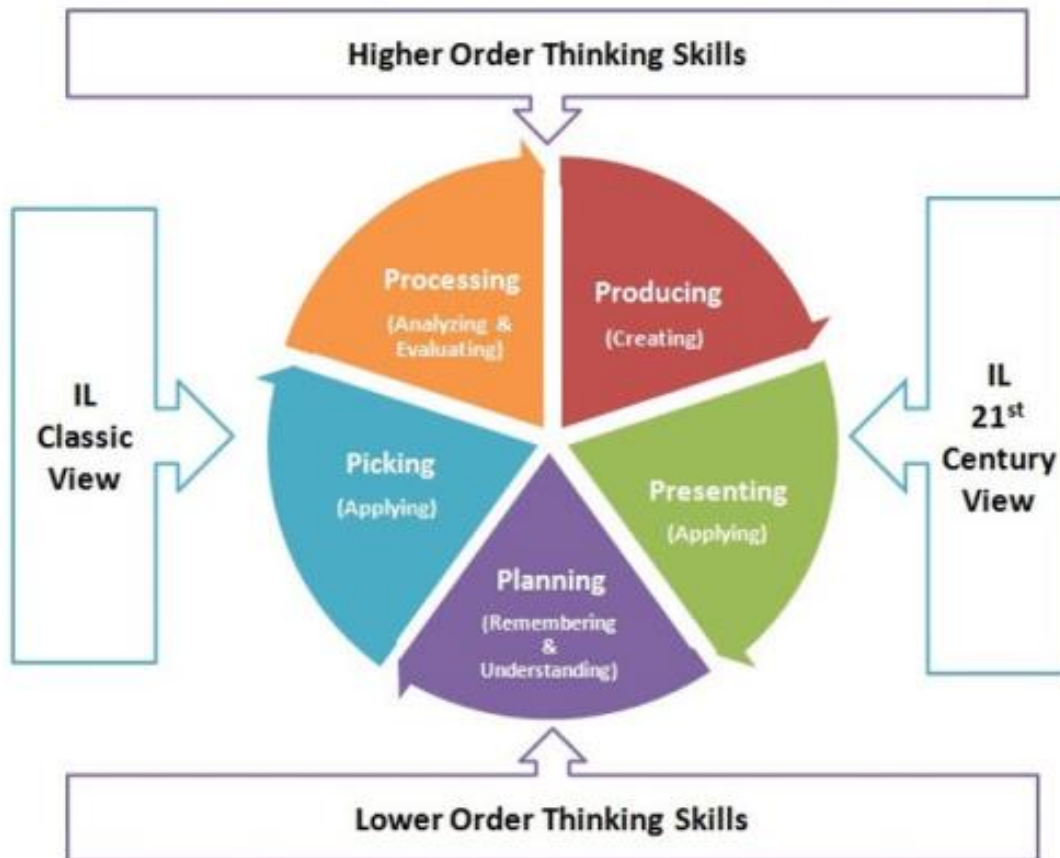 Higher Order Thinking Skills
Processing
(Analyzing &
Evaluating)
Producing
(Creating)
IL
Classic
View
Picking
(Applying)
Presenting
(Applying)
IL
21st
Century
View
Planning
(Remembering
&
Understanding)
Lower Order Thinking Skills